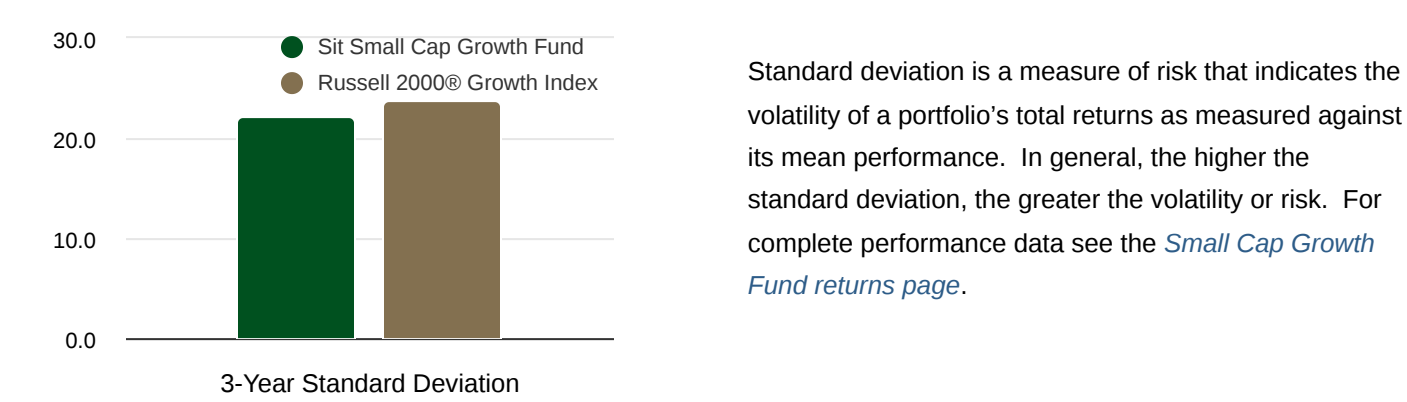 30.0
20.0
10.0
0.0
Sit Small Cap Growth Fund
Russell 2000® Growth Index
3-Year Standard Deviation
Standard deviation is a measure of risk that indicates the
volatility of a portfolio’s total returns as measured against
its mean performance.  In general, the higher the
standard deviation, the greater the volatility or risk.  For
complete performance data see the Small Cap Growth
Fund returns page.